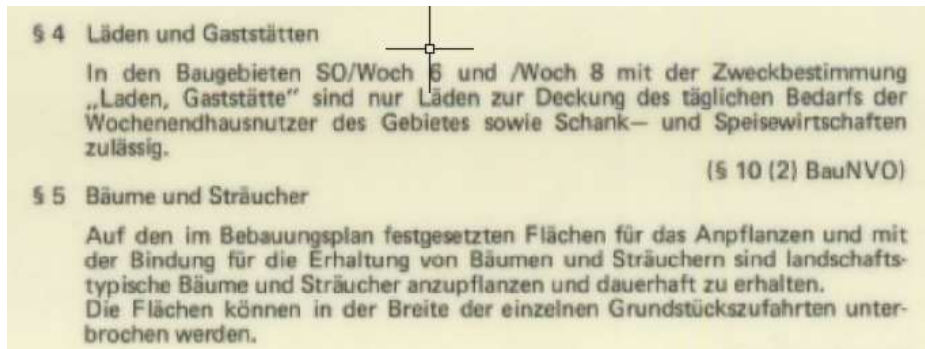 § 4 Läden und Gaststätten
In den Baugebieten SO/Woch 6 und /Woch 8 mit der Zweckbestimmung
„Laden, Gaststätte" sind nur Läden zur Deckung des täglichen Bedarfs der
Wochenendhausnutzer des Gebietes sowie Schank— und Speisewirtschaften
zulässig.
(§ 10 (2) BauNVO)
§ 5 Bäume und Sträucher
Auf den im Bebauungsplan festgesetzten Flächen für das Anpflanzen und mit
der Bindung für die Erhaltung von Bäumen und Sträuchern sind landschafts-
typische Bäume und Sträucher anzupflanzen und dauerhaft zu erhalten.
Die Flächen können in der Breite der einzelnen Grundstückszufahrten unter-
brochen werden.